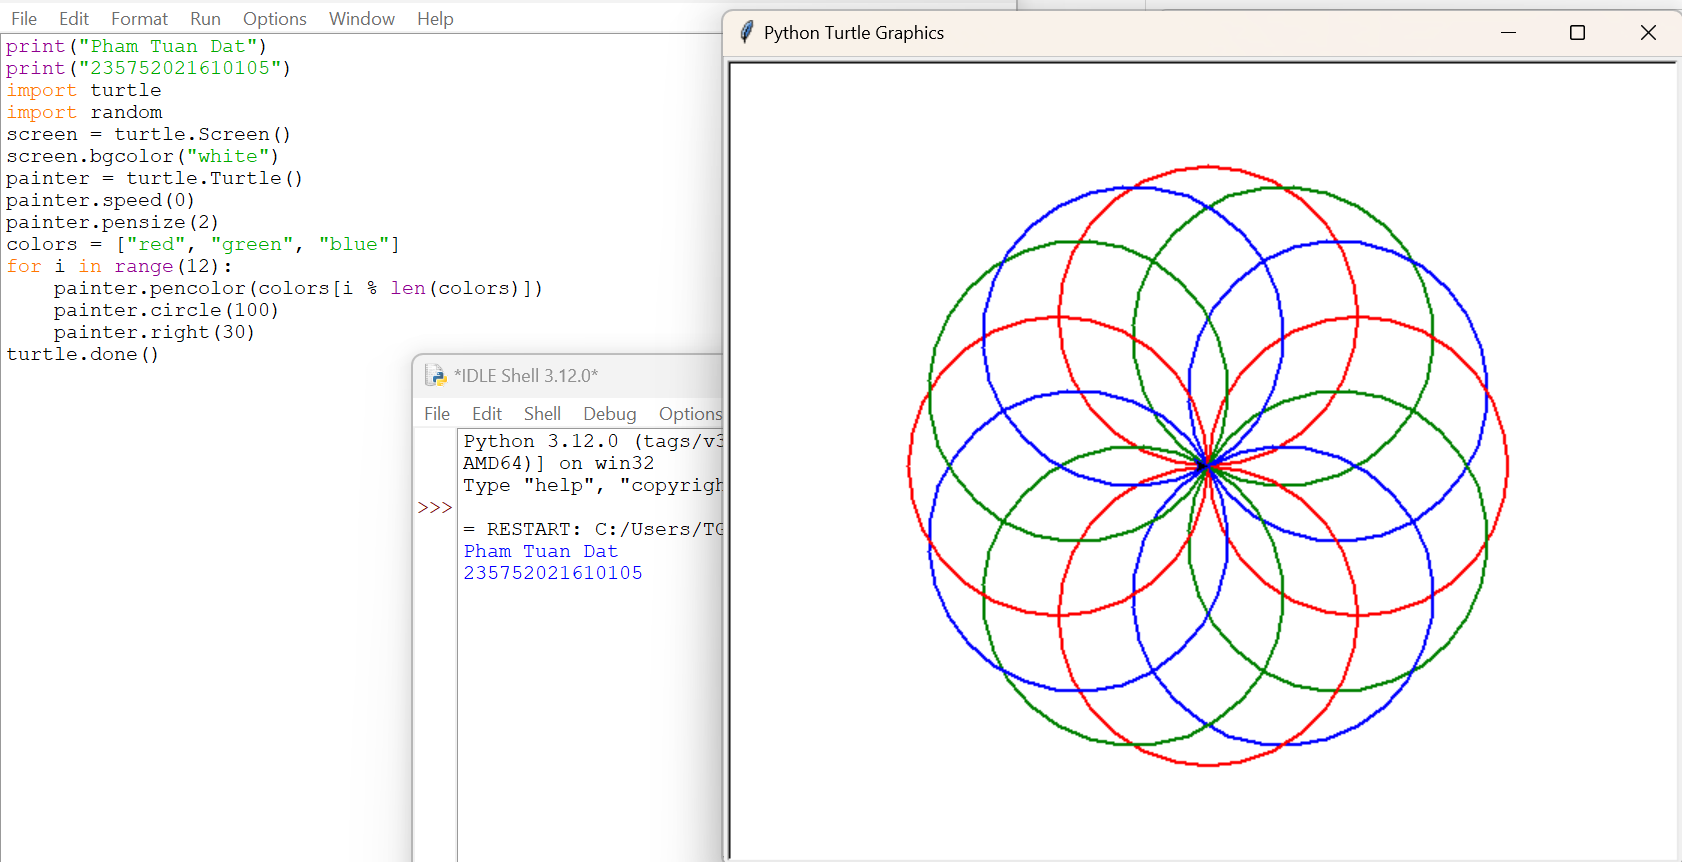 File Edit Format Run Options Window Help
print("Pham Tuan Dat")
print("235752021610105")
import turtle
import random
screen = turtle.Screen()
screen.bgcolor("white")
painter = turtle.Turtle()
painter.speed(0)
painter.pensize(2)
colors = ["red", "green", "blue"]
for i in range(12):
    painter.pencolor(colors[i % len(colors)])
    painter.circle(100)
    painter.right(30)
turtle.done()
*IDLE Shell 3.12.0*
File Edit Shell Debug Options
Python 3.12.0 (tags/v3
AMD64)] on win32
Type "help", "copyrigh
>>>
= RESTART: C:/Users/TG
Pham Tuan Dat
235752021610105
Python Turtle Graphics